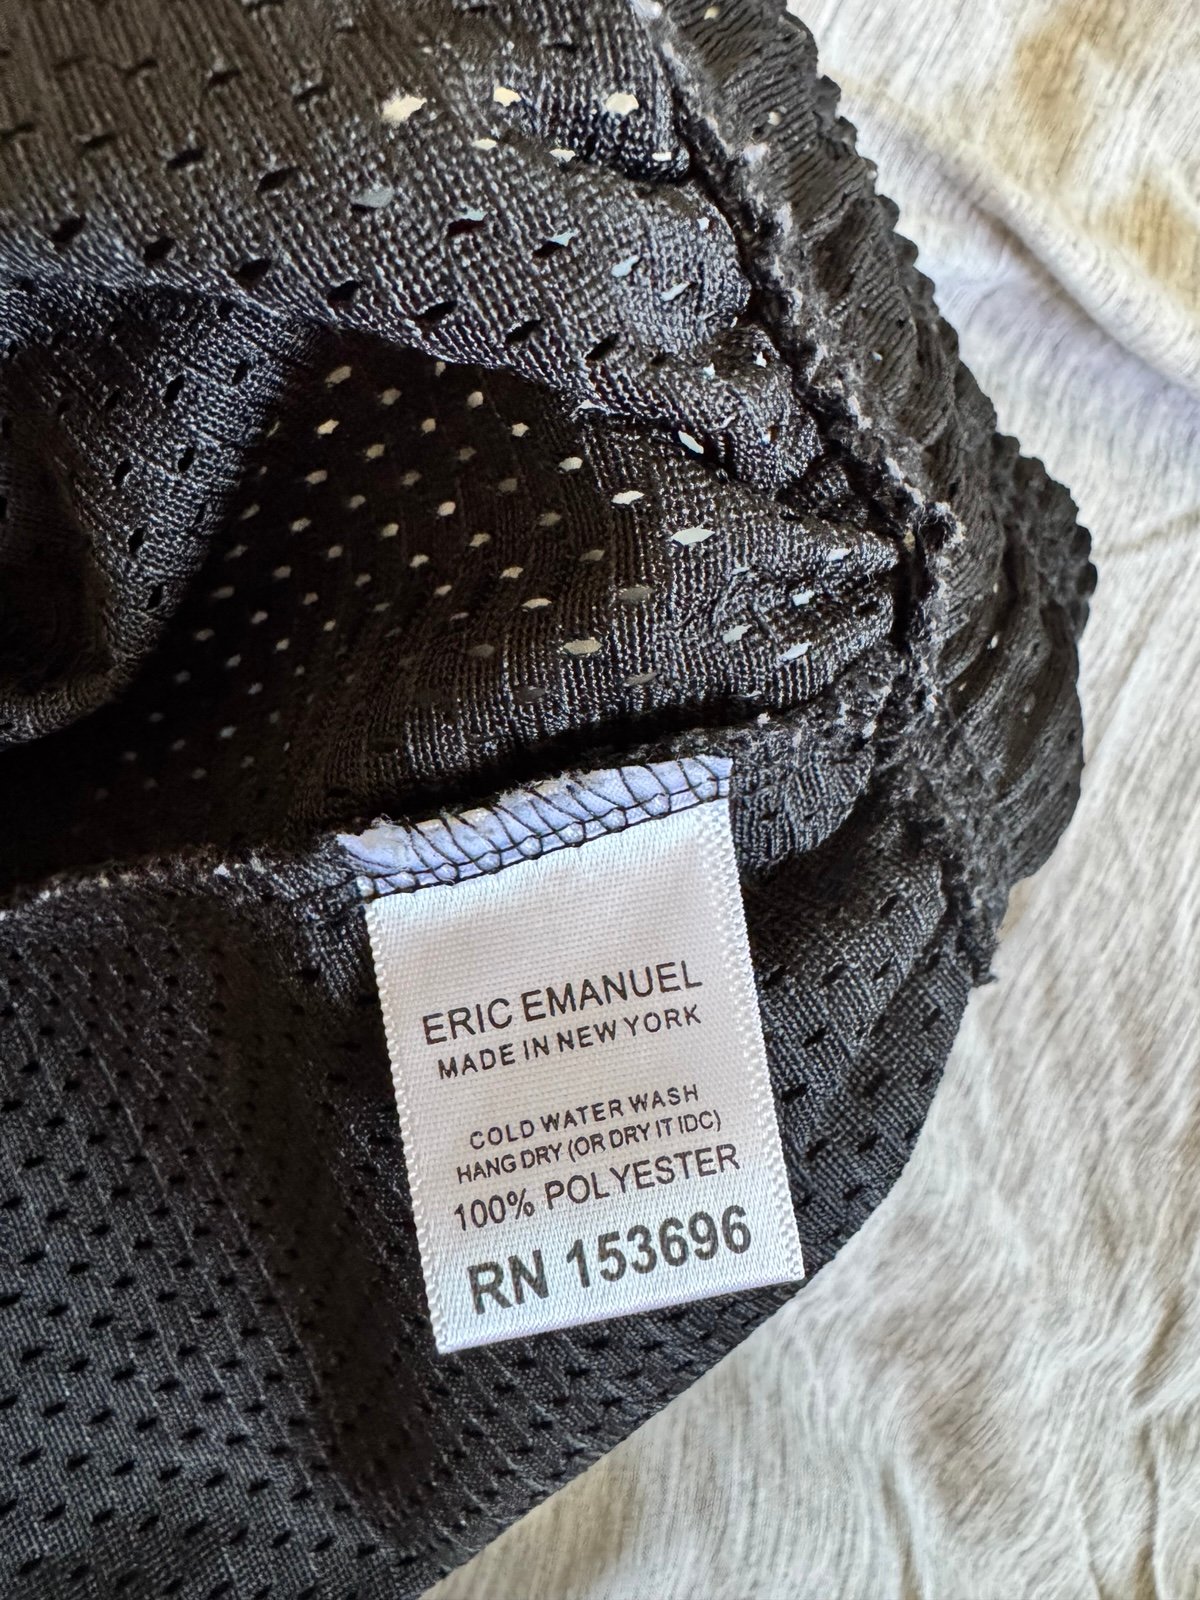 ERIC EMANUEL
MADE IN NEW YORK
COLD WATER WASH
HANG DRY (OR DRY IT IDC)
100% POLYESTER
RN 153696